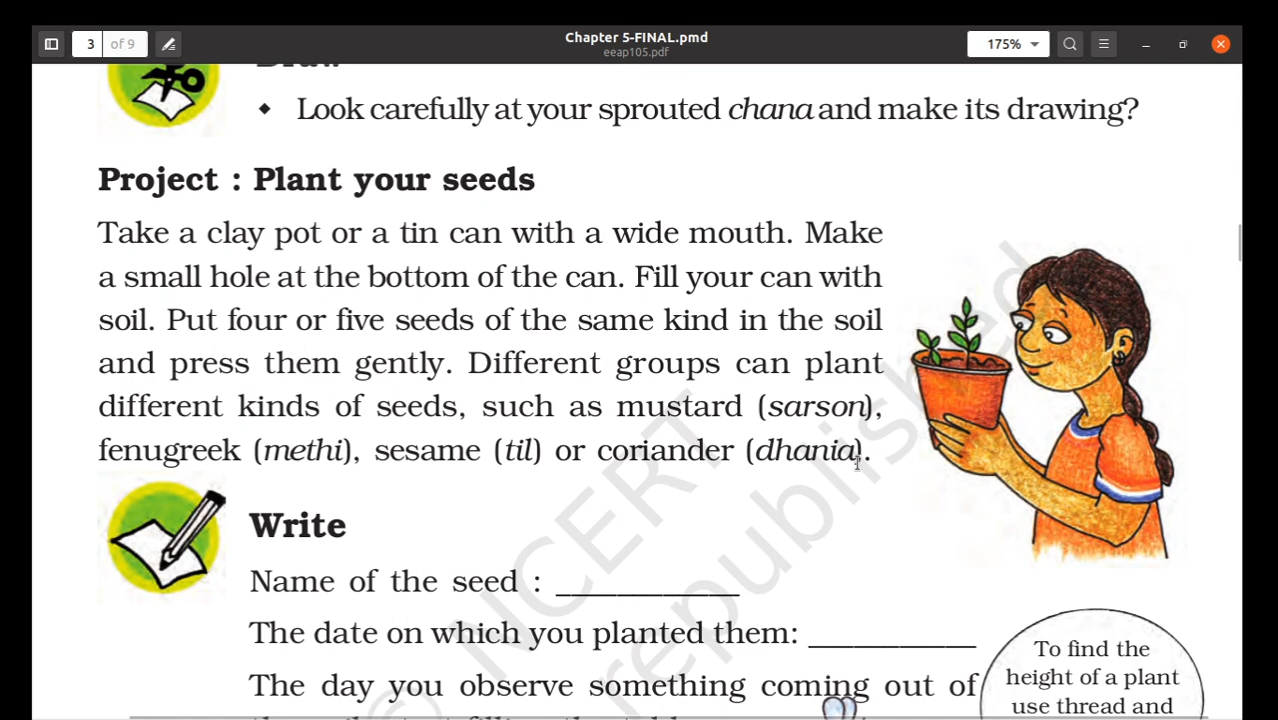 Chapter 5-FINAL.pmd
3 of 9
175%
eeap105.pdf
Draw
◆ Look carefully at your sprouted chana and make its drawing?
Project : Plant your seeds
Take a clay pot or a tin can with a wide mouth. Make
a small hole at the bottom of the can. Fill your can with
soil. Put four or five seeds of the same kind in the soil
and press them gently. Different groups can plant
different kinds of seeds, such as mustard (sarson),
fenugreek (methi), sesame (til) or coriander (dhania).
Write
Name of the seed : ___________
The date on which you planted them: __________
The day you observe something coming out of
To find the
height of a plant
use thread and
© NCERT
republished